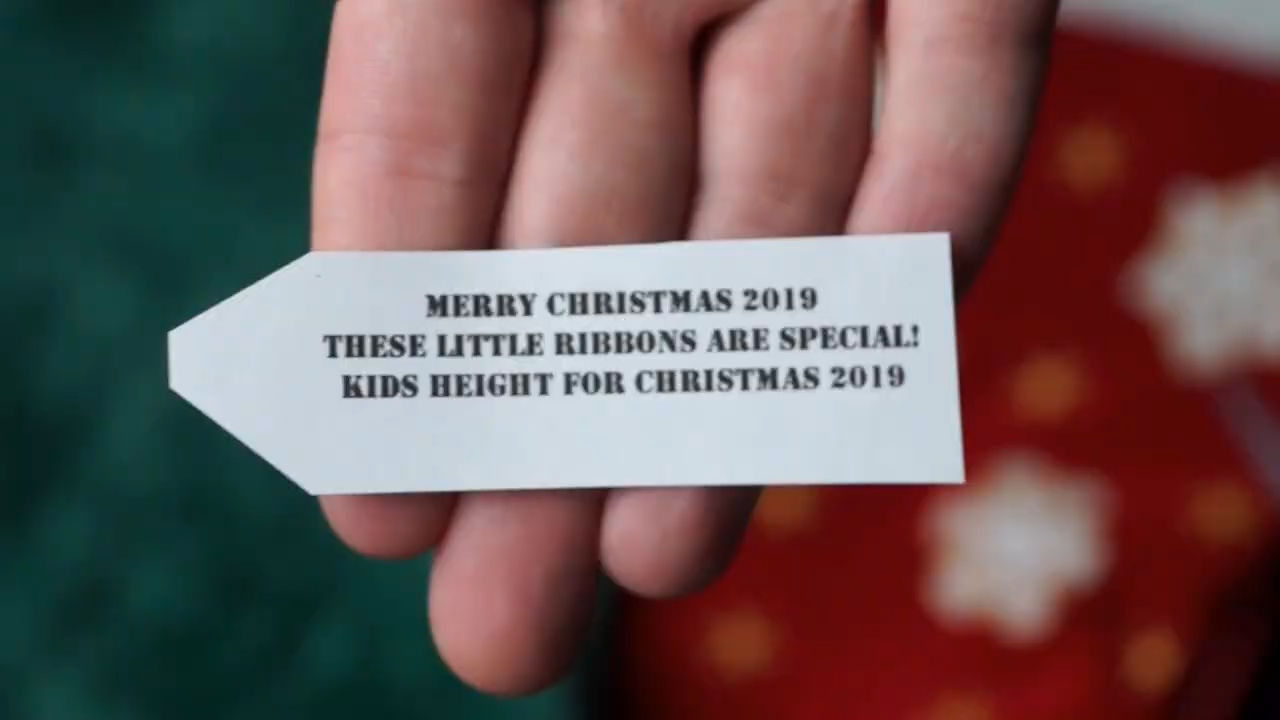 MERRY CHRISTMAS 2019
THESE LITTLE RIBBONS ARE SPECIAL!
KIDS HEIGHT FOR CHRISTMAS 2019